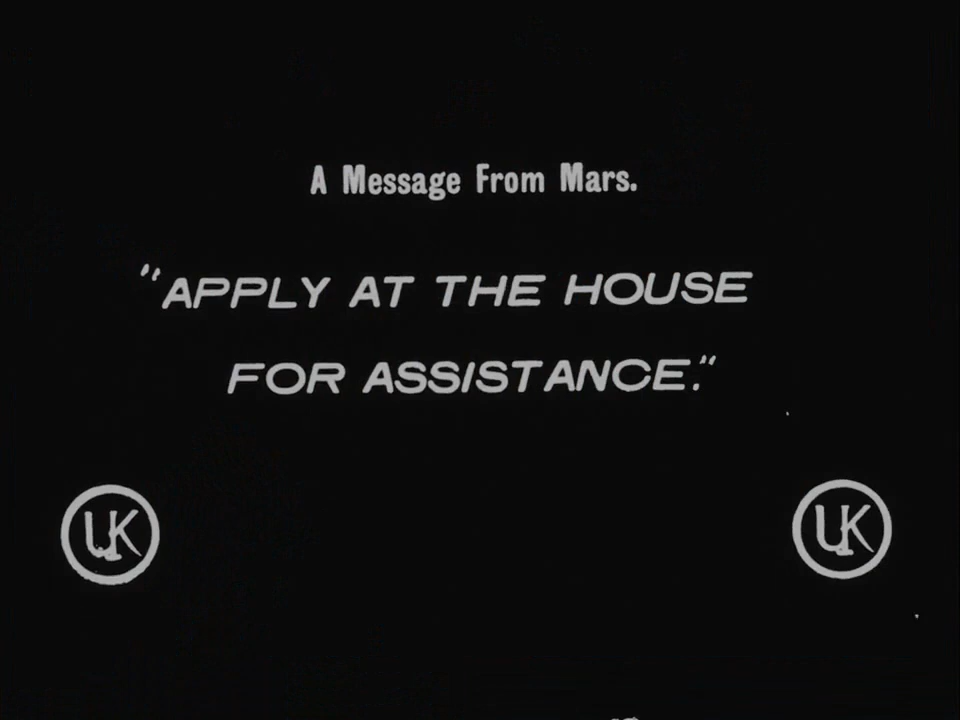 A Message From Mars.
"APPLY AT THE HOUSE
FOR ASSISTANCE."
UK UK